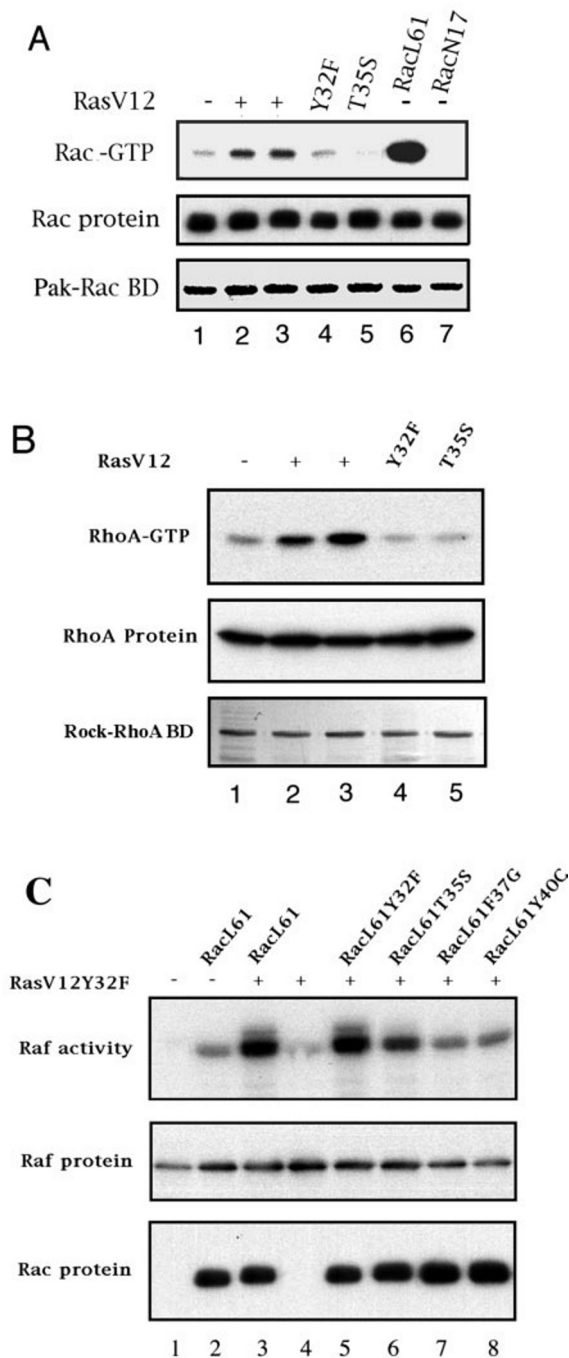 A
RasV12 - + + Y32F T35S - RacL61 - RacN17
Rac-GTP
Rac protein
Pak-Rac BD
1 2 3 4 5 6 7
B
RasV12 - + + Y32F T35S
RhoA-GTP
RhoA Protein
Rock-RhoA BD
1 2 3 4 5
C
RacL61 RacL61 RacL61Y32F RacL61T35S RacL61F37G RacL61Y40C
RasV12Y32F - - + + + + + +
Raf activity
Raf protein
Rac protein
1 2 3 4 5 6 7 8